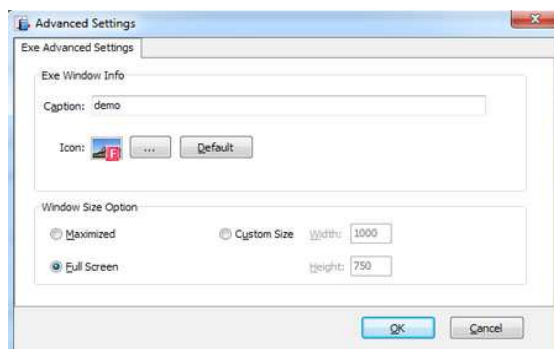 Advanced Settings
Exe Advanced Settings
Exe Window Info
Caption: demo
Icon: F ... Default
Window Size Option
Maximized Custom Size Width: 1000
Full Screen Height: 750
OK Cancel